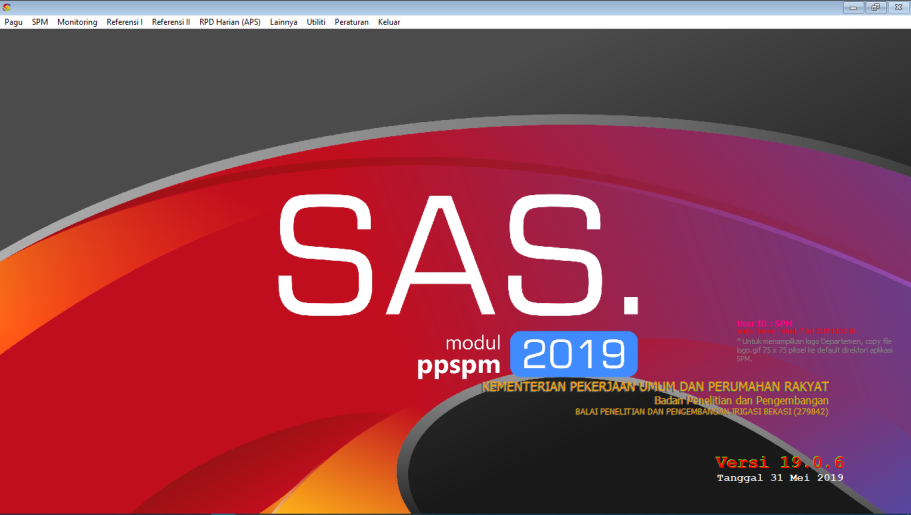 Pagu SPM Monitoring Referensi I Referensi II RPD Harian (APS) Lainnya Utiliti Peraturan Keluar
SAS.
modul
ppspm 2019
User ID : SPM
* Untuk menampilkan logo Departemen, copy file
logo.gif 75 x 75 piksel ke default direktori aplikasi
SPM.
KEMENTERIAN PEKERJAAN UMUM DAN PERUMAHAN RAKYAT
Badan Penelitian dan Pengembangan
BALAI PENELITIAN DAN PENGEMBANGAN IRIGASI BEKASI (279842)
Versi 19.0.6
Tanggal 31 Mei 2019